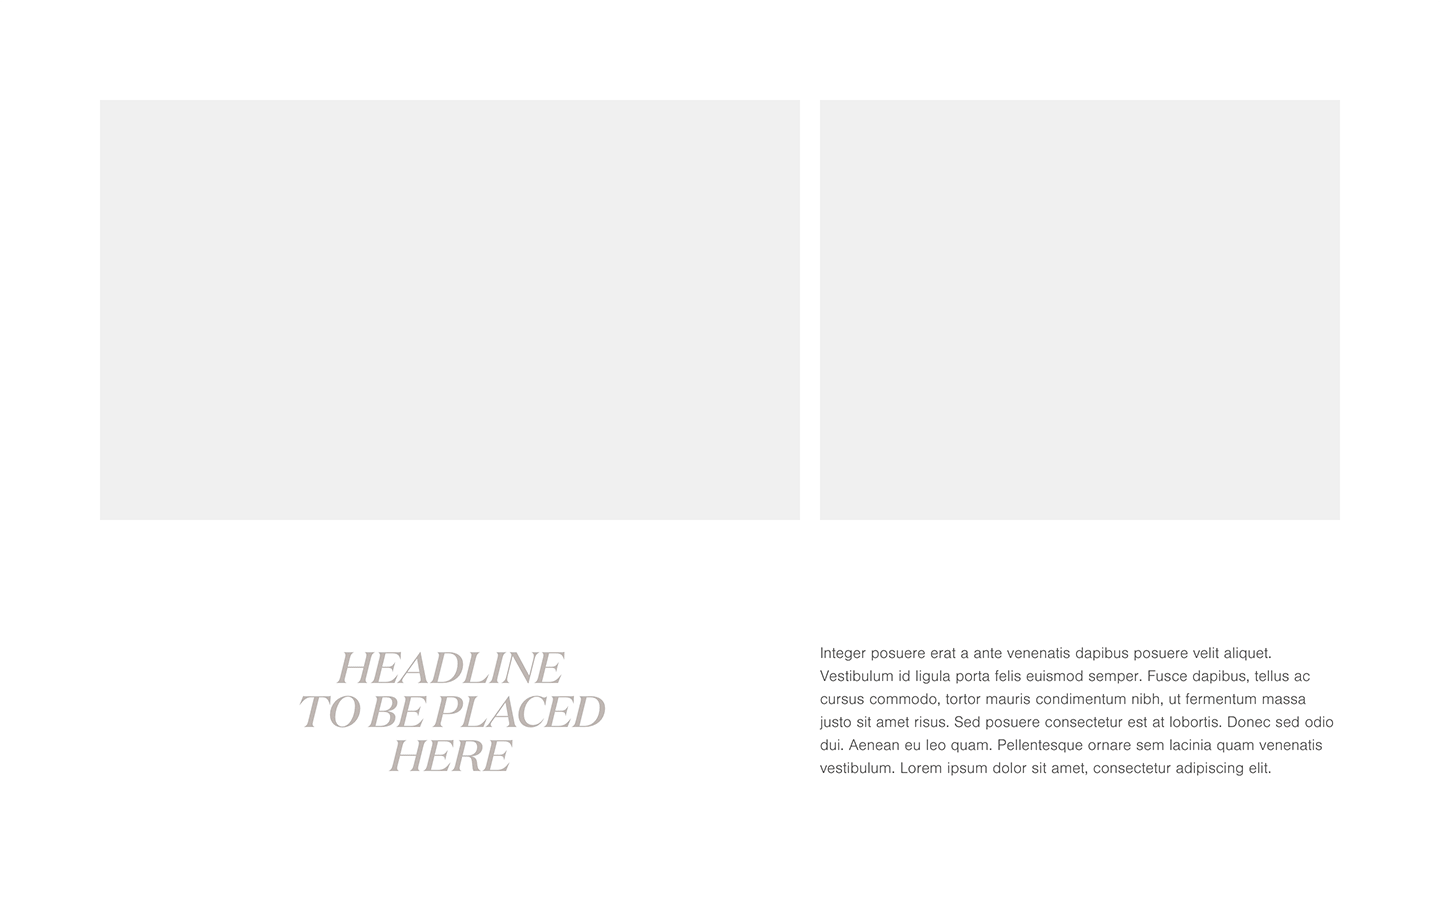 HEADLINE
TO BE PLACED
HERE
Integer posuere erat a ante venenatis dapibus posuere velit aliquet.
Vestibulum id ligula porta felis euismod semper. Fusce dapibus, tellus ac
cursus commodo, tortor mauris condimentum nibh, ut fermentum massa
justo sit amet risus. Sed posuere consectetur est at lobortis. Donec sed odio
dui. Aenean eu leo quam. Pellentesque ornare sem lacinia quam venenatis
vestibulum. Lorem ipsum dolor sit amet, consectetur adipiscing elit.